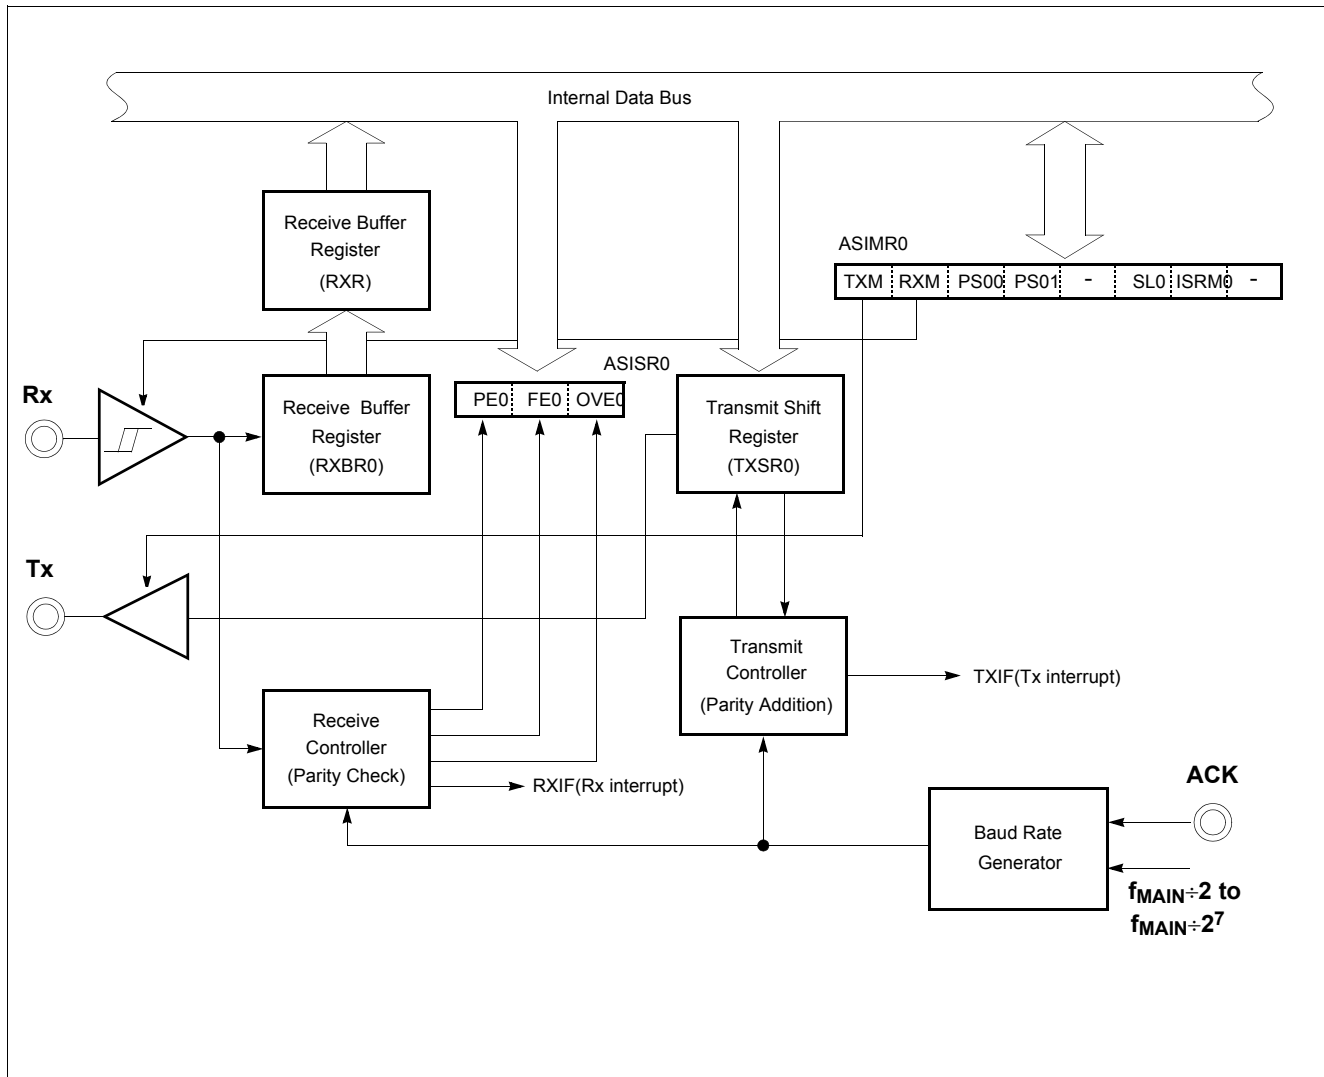 Internal Data Bus
Receive Buffer
Register
(RXR)
ASIMR0
TXM RXM PS00 PS01 - SL0 ISRM0 -
ASISR0
Rx
Receive Buffer
Register
(RXBR0)
PE0 FE0 OVE0
Transmit Shift
Register
(TXSR0)
Tx
Transmit
Controller
(Parity Addition)
TXIF(Tx interrupt)
Receive
Controller
(Parity Check)
RXIF(Rx interrupt)
ACK
Baud Rate
Generator
fMAIN÷2 to
fMAIN÷2⁷